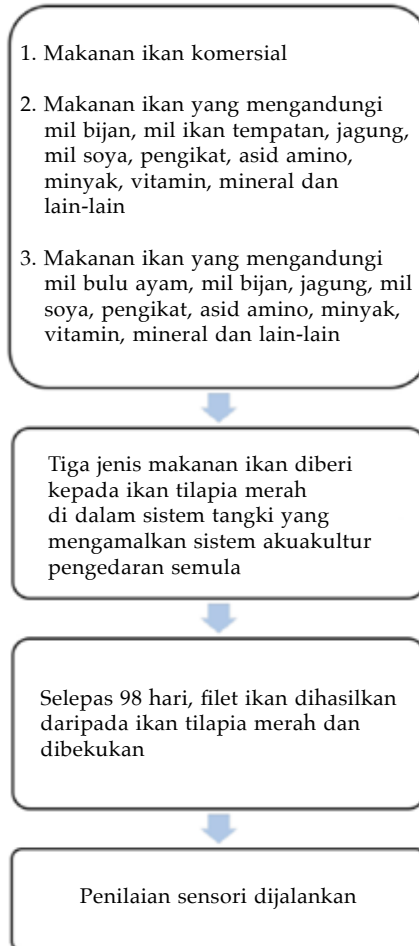 1. Makanan ikan komersial
2. Makanan ikan yang mengandungi
mil bijan, mil ikan tempatan, jagung,
mil soya, pengikat, asid amino,
minyak, vitamin, mineral dan
lain-lain
3. Makanan ikan yang mengandungi
mil bulu ayam, mil bijan, jagung, mil
soya, pengikat, asid amino, minyak,
vitamin, mineral dan lain-lain
Tiga jenis makanan ikan diberi
kepada ikan tilapia merah
di dalam sistem tangki yang
mengamalkan sistem akuakultur
pengedaran semula
Selepas 98 hari, filet ikan dihasilkan
daripada ikan tilapia merah dan
dibekukan
Penilaian sensori dijalankan